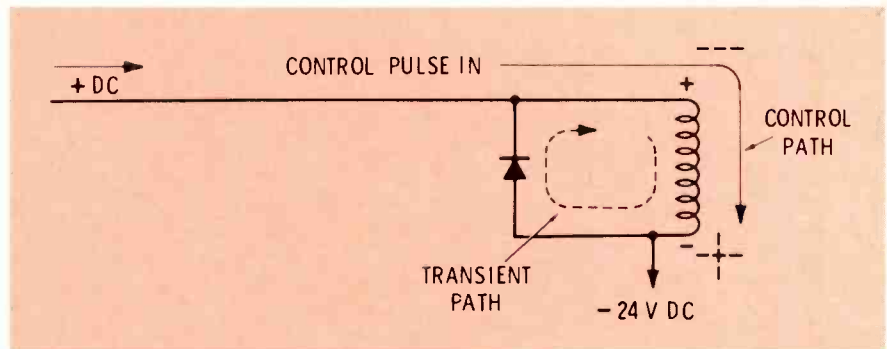 + DC
CONTROL PULSE IN
- - -
+
CONTROL
PATH
-
- + -
TRANSIENT
PATH
- 24 V DC